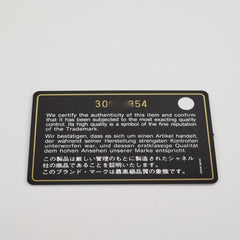 We certify the authenticity of this item and confirm
that it has been subjected to the most exacting quality
control. Its high quality is a symbol of the fine reputation
of the Trademark.
Wir bestätigen, dass es sich um einen Artikel handelt,
der während seiner Herstellung strengsten Kontrollen
unterworfen war, und dessen erstklassige Qualität
dem hohen Ansehen unserer Marke entspricht.
この製品は厳しい管理のもとに製造されたシャネル
社の商品であることを証明いたします。
このブランド・マークは最高級品質の象徴です。